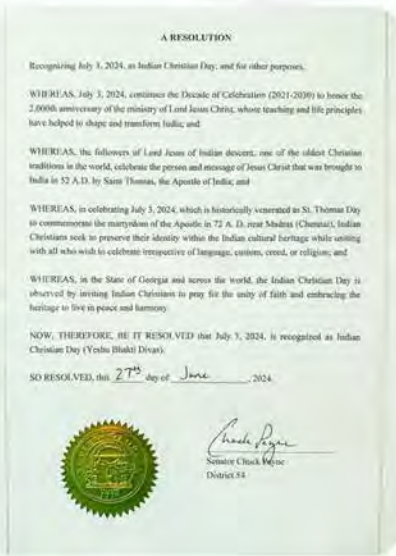 A RESOLUTION
Recognizing July 3, 2024, as Indian Christian Day; and for other purposes.
WHEREAS, July 3, 2024, continues the Decade of Celebration (2021-2030) to honor the
2,000th anniversary of the ministry of Lord Jesus Christ, whose teaching and life principles
have helped to shape and transform India; and
WHEREAS, the followers of Lord Jesus of Indian descent, one of the oldest Christian
traditions in the world, celebrate the person and message of Jesus Christ that was brought to
India in 52 A.D. by Saint Thomas, the Apostle of India; and
WHEREAS, in celebrating July 3, 2024, which is historically venerated as St. Thomas Day
to commemorate the martyrdom of the Apostle in 72 A. D. near Madras (Chennai), Indian
Christians seek to preserve their identity within the Indian cultural heritage while uniting
with all who wish to celebrate irrespective of language, custom, creed, or religion; and
WHEREAS, in the State of Georgia and across the world, the Indian Christian Day is
observed by inviting Indian Christians to pray for the unity of faith and embracing the
heritage to live in peace and harmony.
NOW, THEREFORE, BE IT RESOLVED that July 3, 2024, is recognized as Indian
Christian Day (Yeshu Bhakti Divas).
SO RESOLVED, this 27th day of June, 2024.
Chuck Payne
Senator Chuck Payne
District 54